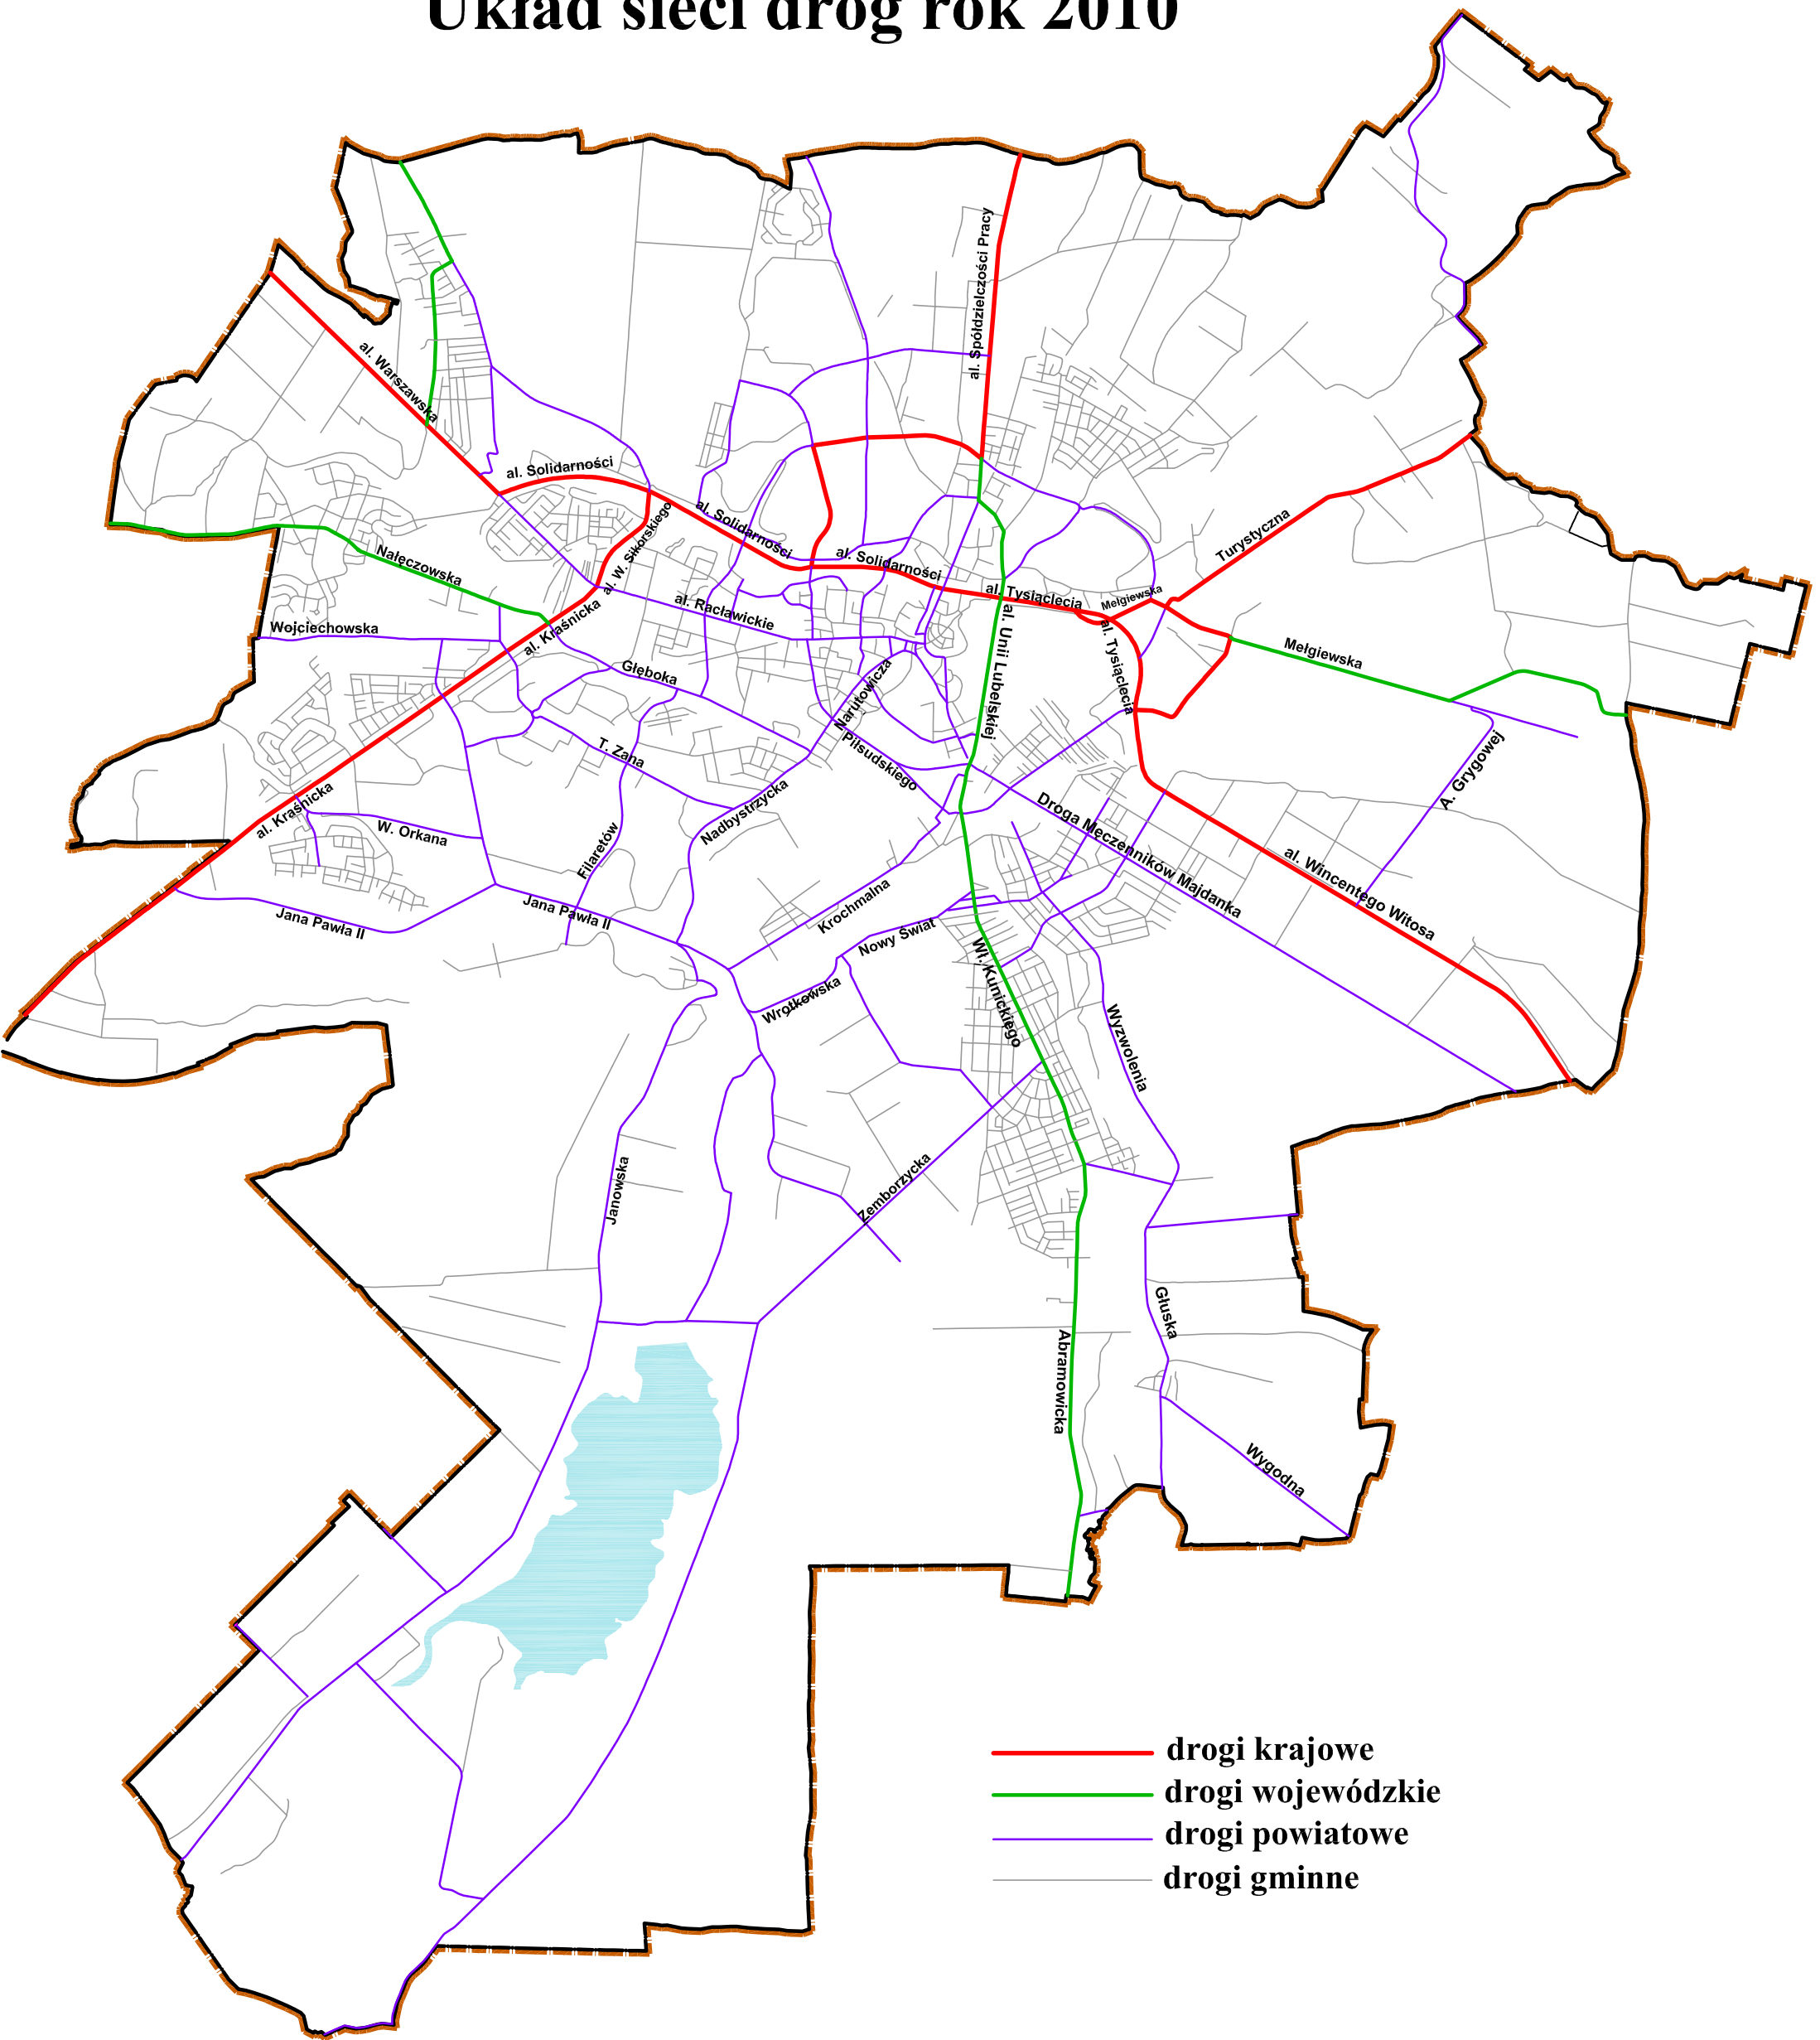 Układ sieci dróg rok 2010
al. Spółdzielczości Pracy
al. Warszawska
al. Solidarności
al. Solidarności
al. W. Sikorskiego
Turystyczna
Nałęczowska
al. Solidarności
al. Tysiąclecia
Mełgiewska
al. Racławickie
al. Kraśnicka
Wojciechowska
al. Unii Lubelskiej
al. Tysiąclecia
Mełgiewska
Głęboka
Narutowicza
T. Zana
Piłsudskiego
A. Grygowej
al. Kraśnicka
W. Orkana
Nadbystrzycka
Droga Męczenników Majdanka
Filaretów
al. Wincentego Witosa
Krochmalna
Jana Pawła II
Jana Pawła II
Nowy Świat
Wł. Kunickiego
Wrotkowska
Wyzwolenia
Janowska
Zemborzycka
Głuska
Abramowicka
Wygodna
drogi krajowe
drogi wojewódzkie
drogi powiatowe
drogi gminne